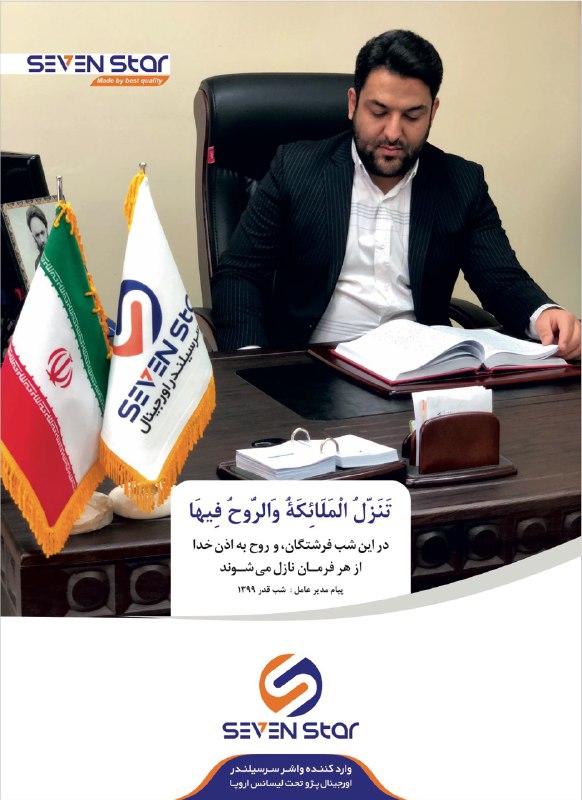 SEVEN Star
Made by best quality
SEVEN Star
سرسیلندر اورجینال
تَنَزّلُ الْمَلَائِكَةُ وَالرُّوحُ فِيهَا
در این شب فرشتگان، و روح به اذن خدا
از هر فرمـان نازل می‌شــوند
پیام مدیر عامل : شب قدر ۱۳۹۹
SEVEN Star
وارد کننده واشر سرسیلندر
اورجینال پژو تحت لیسانس اروپا